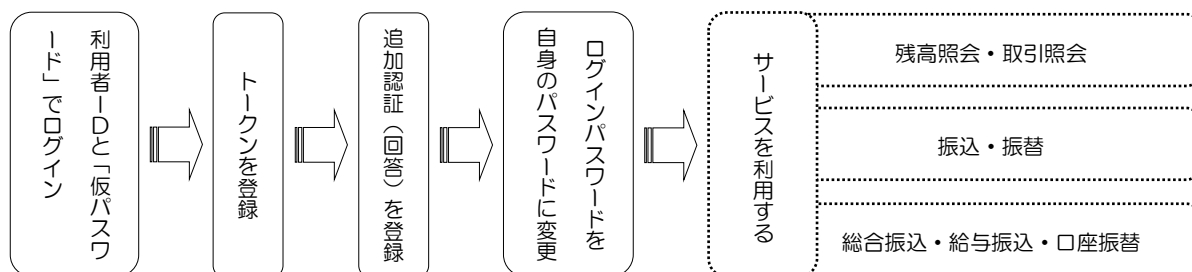 利用者IDと「仮パスワ
ード」でログイン
トークンを登録
追加認証（回答）を登録
ログインパスワードを
自身のパスワードに変更
サービスを利用する
残高照会・取引照会
振込・振替
総合振込・給与振込・口座振替